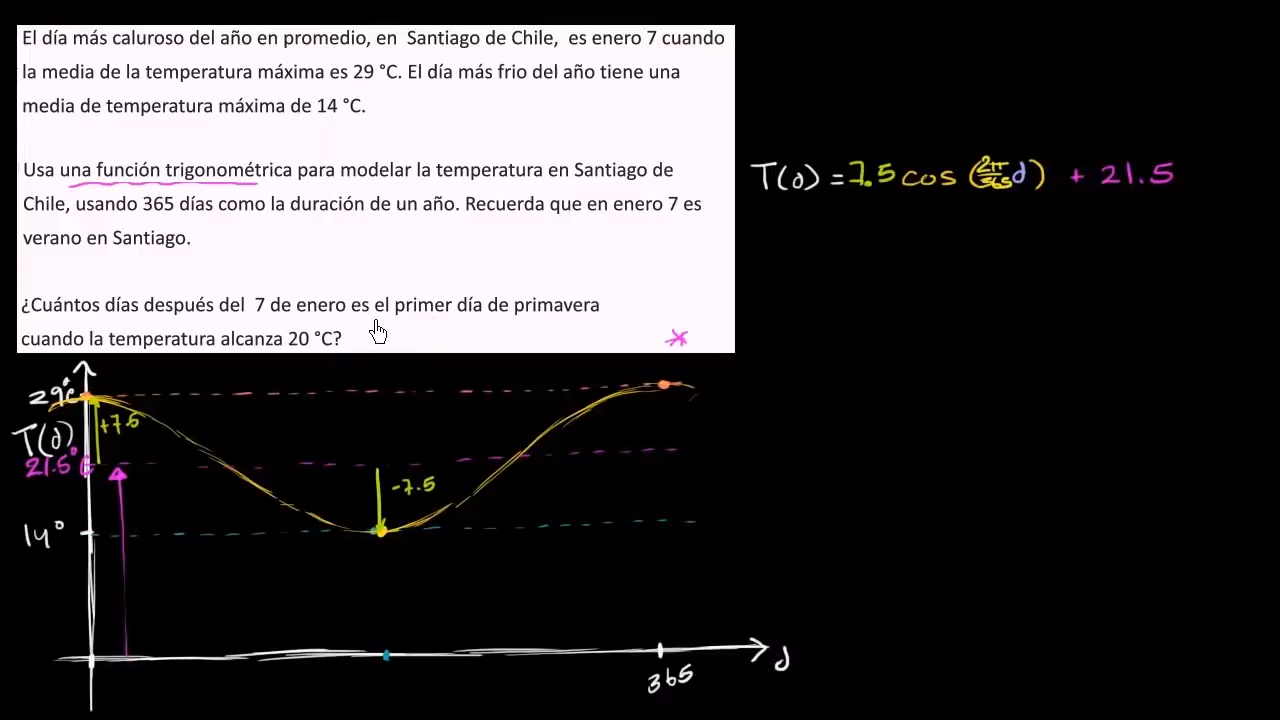 El día más caluroso del año en promedio, en Santiago de Chile, es enero 7 cuando
la media de la temperatura máxima es 29 °C. El día más frio del año tiene una
media de temperatura máxima de 14 °C.
Usa una función trigonométrica para modelar la temperatura en Santiago de
Chile, usando 365 días como la duración de un año. Recuerda que en enero 7 es
verano en Santiago.
¿Cuántos días después del 7 de enero es el primer día de primavera
cuando la temperatura alcanza 20 °C?
T(d) = 7.5 cos (2π/365 d) + 21.5
29°C
+7.5
T(d)
21.5°C
-7.5
14°
365
d